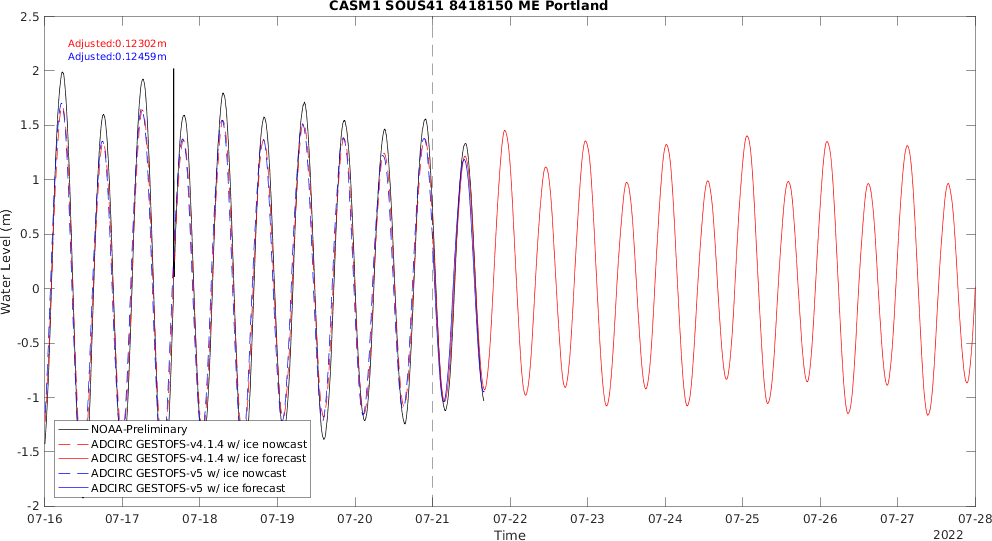 CASM1 SOUS41 8418150 ME Portland
Adjusted:0.12302m
Adjusted:0.12459m
2.5
2
1.5
1
0.5
0
-0.5
-1
-1.5
-2
Water Level (m)
NOAA-Preliminary
ADCIRC GESTOFS-v4.1.4 w/ ice nowcast
ADCIRC GESTOFS-v4.1.4 w/ ice forecast
ADCIRC GESTOFS-v5 w/ ice nowcast
ADCIRC GESTOFS-v5 w/ ice forecast
07-16 07-17 07-18 07-19 07-20 07-21 07-22 07-23 07-24 07-25 07-26 07-27 07-28
Time
2022